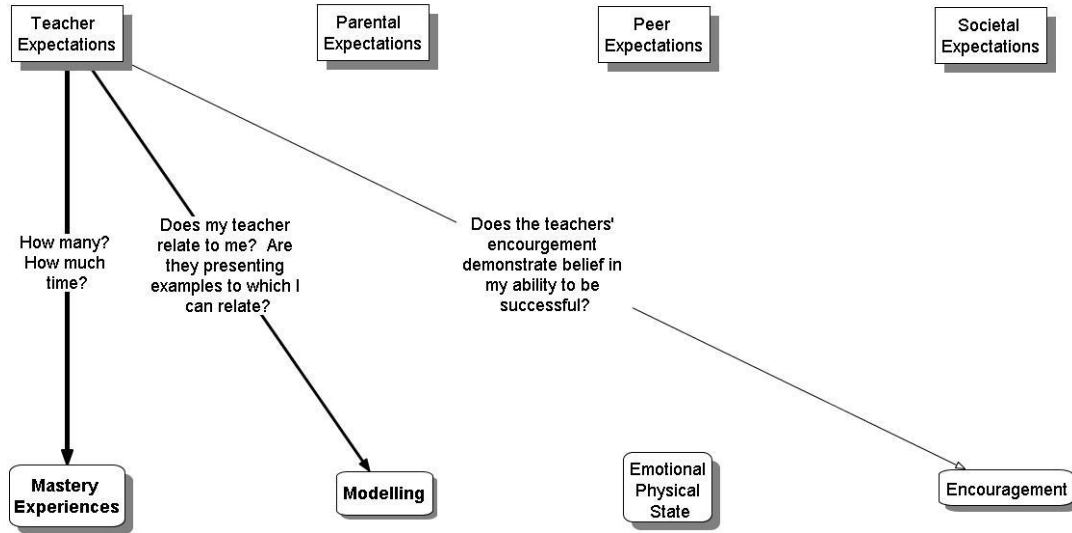 Teacher
Expectations
Parental
Expectations
Peer
Expectations
Societal
Expectations
How many?
How much
time?
Does my teacher
relate to me?  Are
they presenting
examples to which I
can relate?
Does the teachers'
encourgement
demonstrate belief in
my ability to be
successful?
Mastery
Experiences
Modelling
Emotional
Physical
State
Encouragement